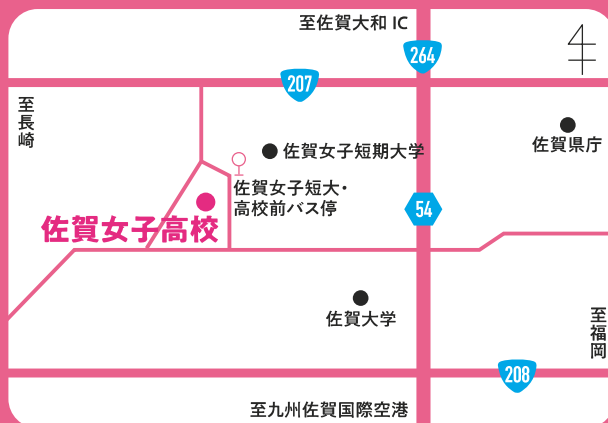 至佐賀大和IC
264
207
至長崎
佐賀県庁
佐賀女子短期大学
佐賀女子短大・
高校前バス停
佐賀女子高校
54
佐賀大学
至福岡
208
至九州佐賀国際空港